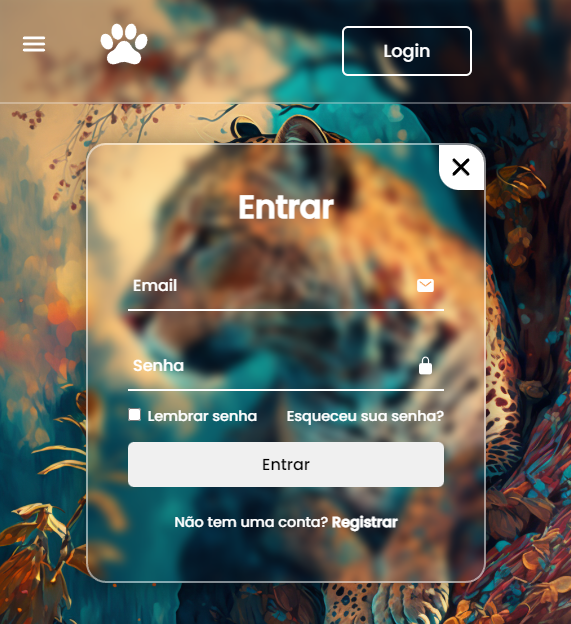 Login
Entrar
Email
Senha
Lembrar senha Esqueceu sua senha?
Entrar
Não tem uma conta? Registrar